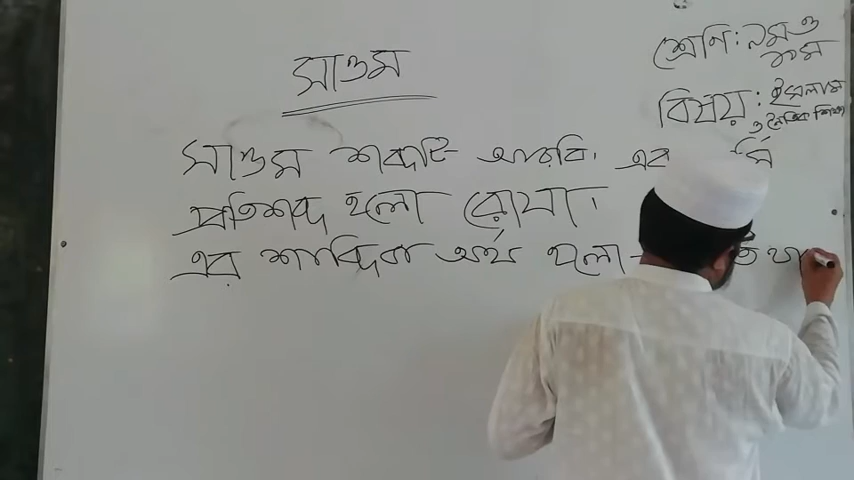 সাওম
শ্রেণি: নবম ও
দশম
বিষয়: ইসলাম
ও নৈতিক শিক্ষা
সাওম শব্দটি আরবি। এর
প্রতিশব্দ হলো রোযা।
এর শাব্দিক অর্থ হলো-